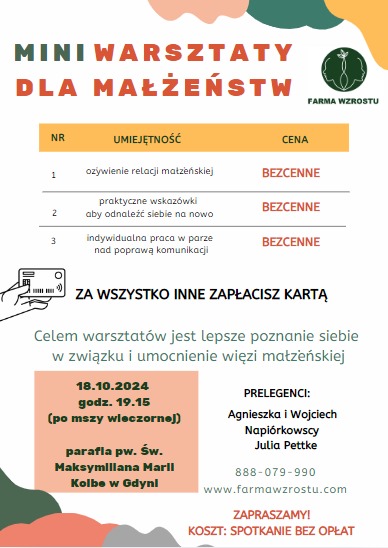 MINI WARSZTATY
DLA MAŁŻEŃSTW
FARMA WZROSTU
NR UMIEJĘTNOŚĆ CENA
1 ożywienie relacji małżeńskiej BEZCENNE
2 praktyczne wskazówki
aby odnaleźć siebie na nowo BEZCENNE
3 indywidualna praca w parze
nad poprawą komunikacji BEZCENNE
ZA WSZYSTKO INNE ZAPŁACISZ KARTĄ
Celem warsztatów jest lepsze poznanie siebie
w związku i umocnienie więzi małżeńskiej
18.10.2024
godz. 19.15
(po mszy wieczornej)
parafia pw. Św.
Maksymiliana Marii
Kolbe w Gdyni
PRELEGENCI:
Agnieszka i Wojciech
Napiórkowscy
Julia Pettke
888-079-990
www.farmawzrostu.com
ZAPRASZAMY!
KOSZT: SPOTKANIE BEZ OPŁAT